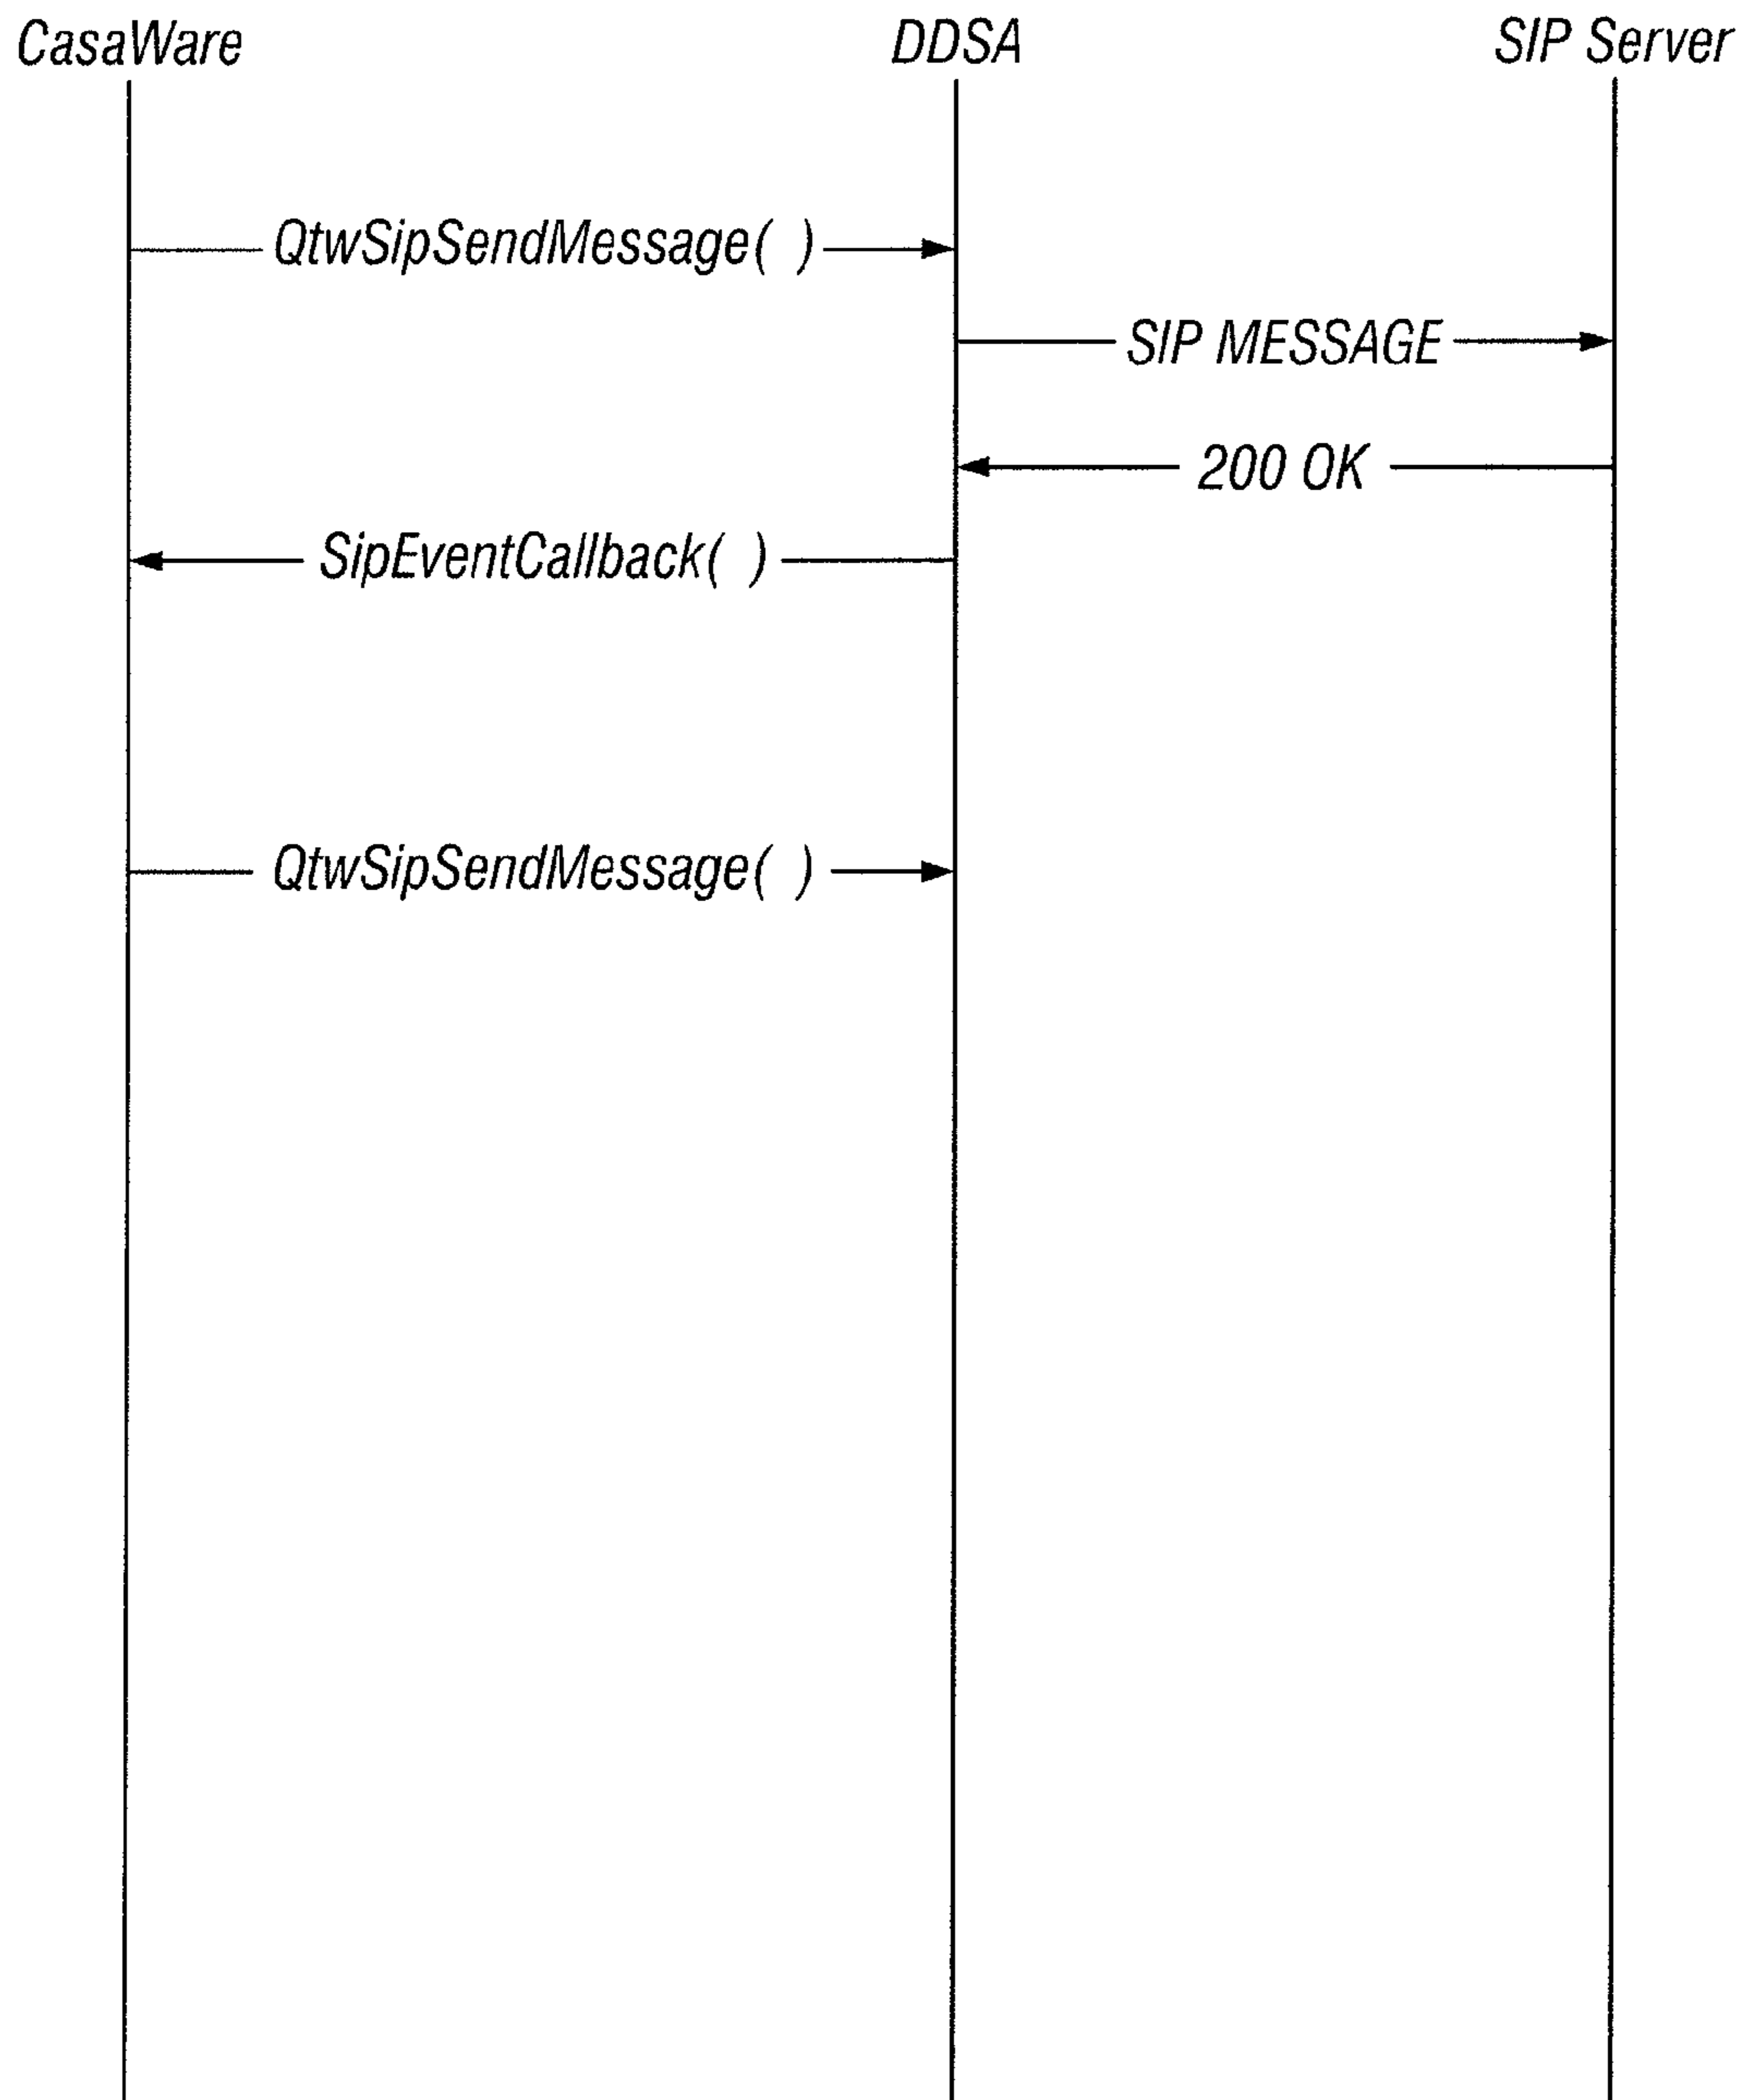 CasaWare DDSA SIP Server
QtwSipSendMessage( )
SIP MESSAGE
200 OK
SipEventCallback( )
QtwSipSendMessage( )